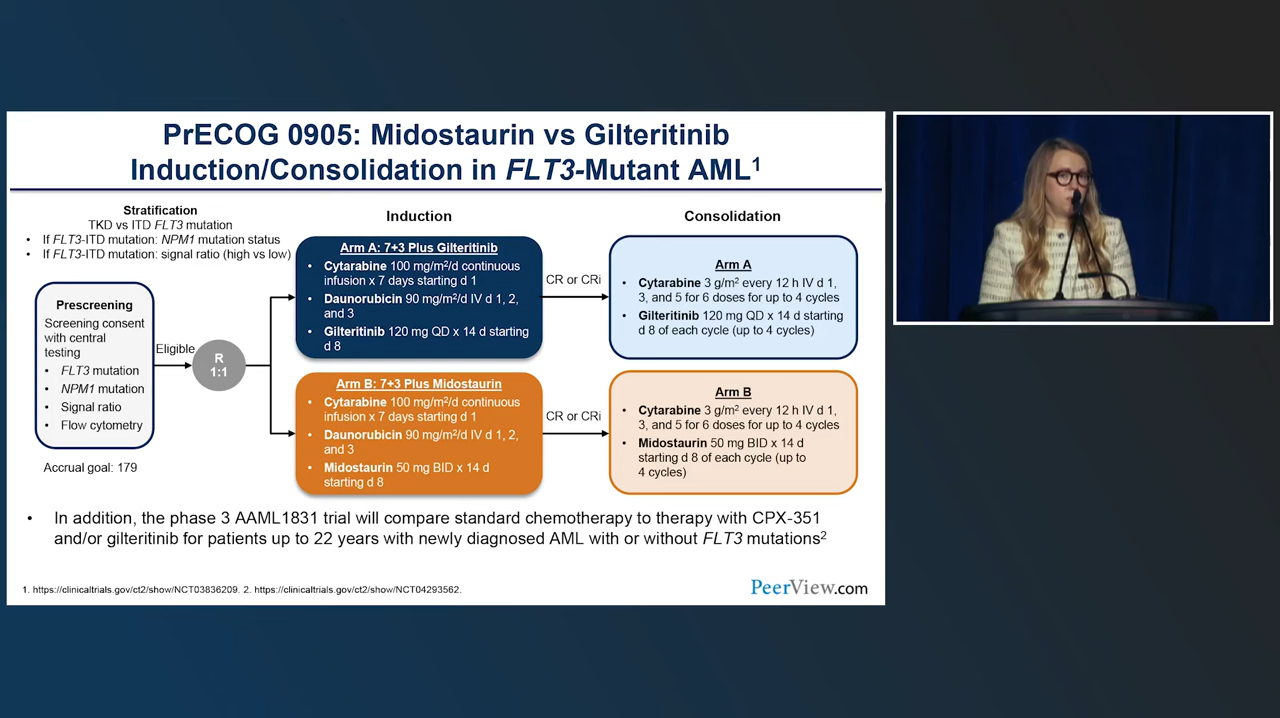 PrECOG 0905: Midostaurin vs Gilteritinib
Induction/Consolidation in FLT3-Mutant AML¹
Stratification
TKD vs ITD FLT3 mutation
• If FLT3-ITD mutation: NPM1 mutation status
• If FLT3-ITD mutation: signal ratio (high vs low)
Prescreening
Screening consent
with central
testing
• FLT3 mutation
• NPM1 mutation
• Signal ratio
• Flow cytometry
Accrual goal: 179
Eligible
R
1:1
Induction
Arm A: 7+3 Plus Gilteritinib
• Cytarabine 100 mg/m²/d continuous
infusion x 7 days starting d 1
• Daunorubicin 90 mg/m²/d IV d 1, 2,
and 3
• Gilteritinib 120 mg QD x 14 d starting
d 8
CR or CRi
Arm B: 7+3 Plus Midostaurin
• Cytarabine 100 mg/m²/d continuous
infusion x 7 days starting d 1
• Daunorubicin 90 mg/m²/d IV d 1, 2,
and 3
• Midostaurin 50 mg BID x 14 d
starting d 8
CR or CRi
Consolidation
Arm A
• Cytarabine 3 g/m² every 12 h IV d 1,
3, and 5 for 6 doses for up to 4 cycles
• Gilteritinib 120 mg QD x 14 d starting
d 8 of each cycle (up to 4 cycles)
Arm B
• Cytarabine 3 g/m² every 12 h IV d 1,
3, and 5 for 6 doses for up to 4 cycles
• Midostaurin 50 mg BID x 14 d
starting d 8 of each cycle (up to
4 cycles)
• In addition, the phase 3 AAML1831 trial will compare standard chemotherapy to therapy with CPX-351
and/or gilteritinib for patients up to 22 years with newly diagnosed AML with or without FLT3 mutations²
1. https://clinicaltrials.gov/ct2/show/NCT03836209. 2. https://clinicaltrials.gov/ct2/show/NCT04293562.
PeerView.com